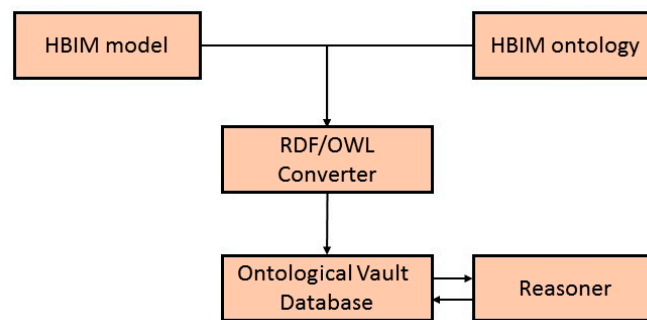 HBIM model
HBIM ontology
RDF/OWL
Converter
Ontological Vault
Database
Reasoner